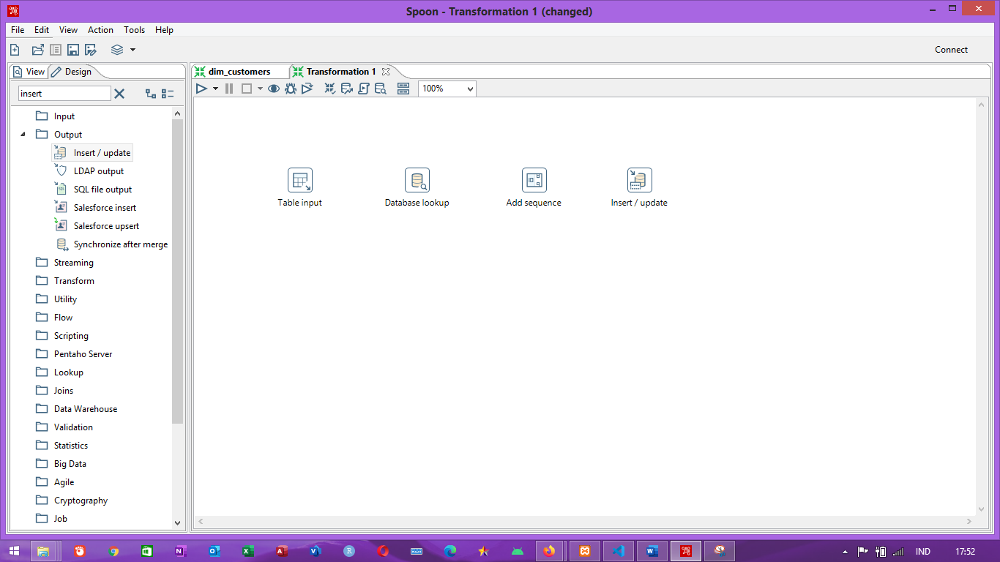 Spoon - Transformation 1 (changed)
File Edit View Action Tools Help
Connect
View Design
dim_customers Transformation 1
100%
insert
Input
Output
Insert / update
LDAP output
SQL file output
Salesforce insert
Salesforce upsert
Synchronize after merge
Streaming
Transform
Utility
Flow
Scripting
Pentaho Server
Lookup
Joins
Data Warehouse
Validation
Statistics
Big Data
Agile
Cryptography
Job
Table input Database lookup Add sequence Insert / update
IND 17:52